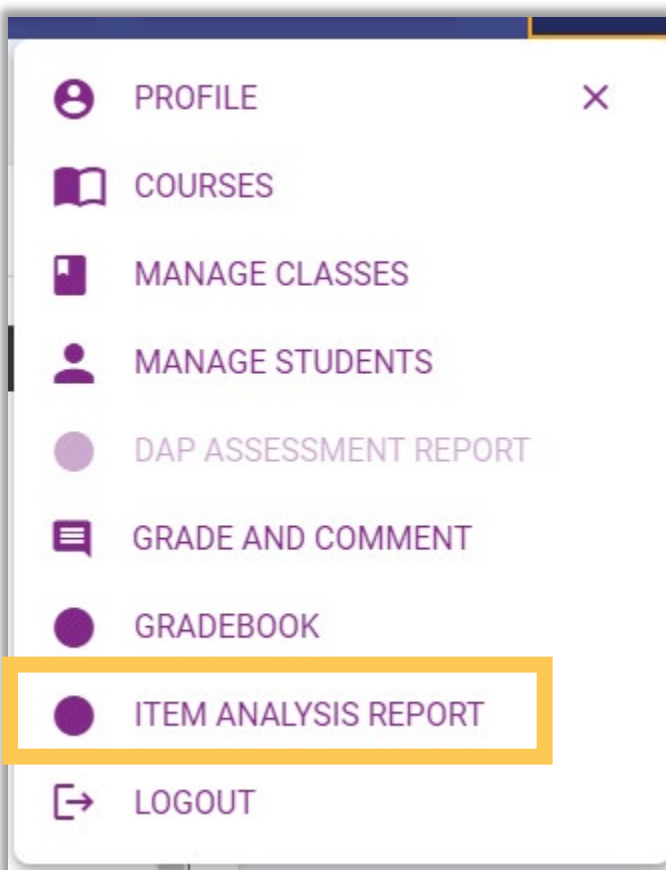 PROFILE
COURSES
MANAGE CLASSES
MANAGE STUDENTS
DAP ASSESSMENT REPORT
GRADE AND COMMENT
GRADEBOOK
ITEM ANALYSIS REPORT
LOGOUT